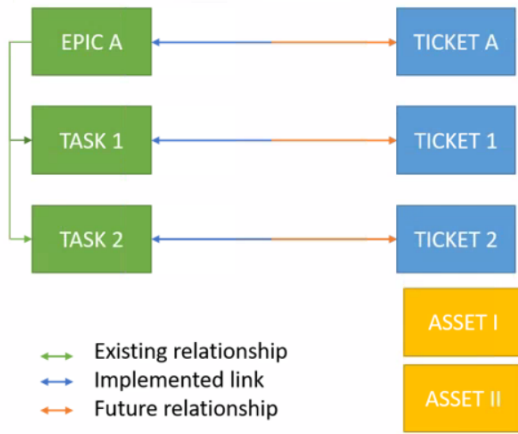 EPIC A
TICKET A
TASK 1
TICKET 1
TASK 2
TICKET 2
ASSET I
ASSET II
Existing relationship
Implemented link
Future relationship